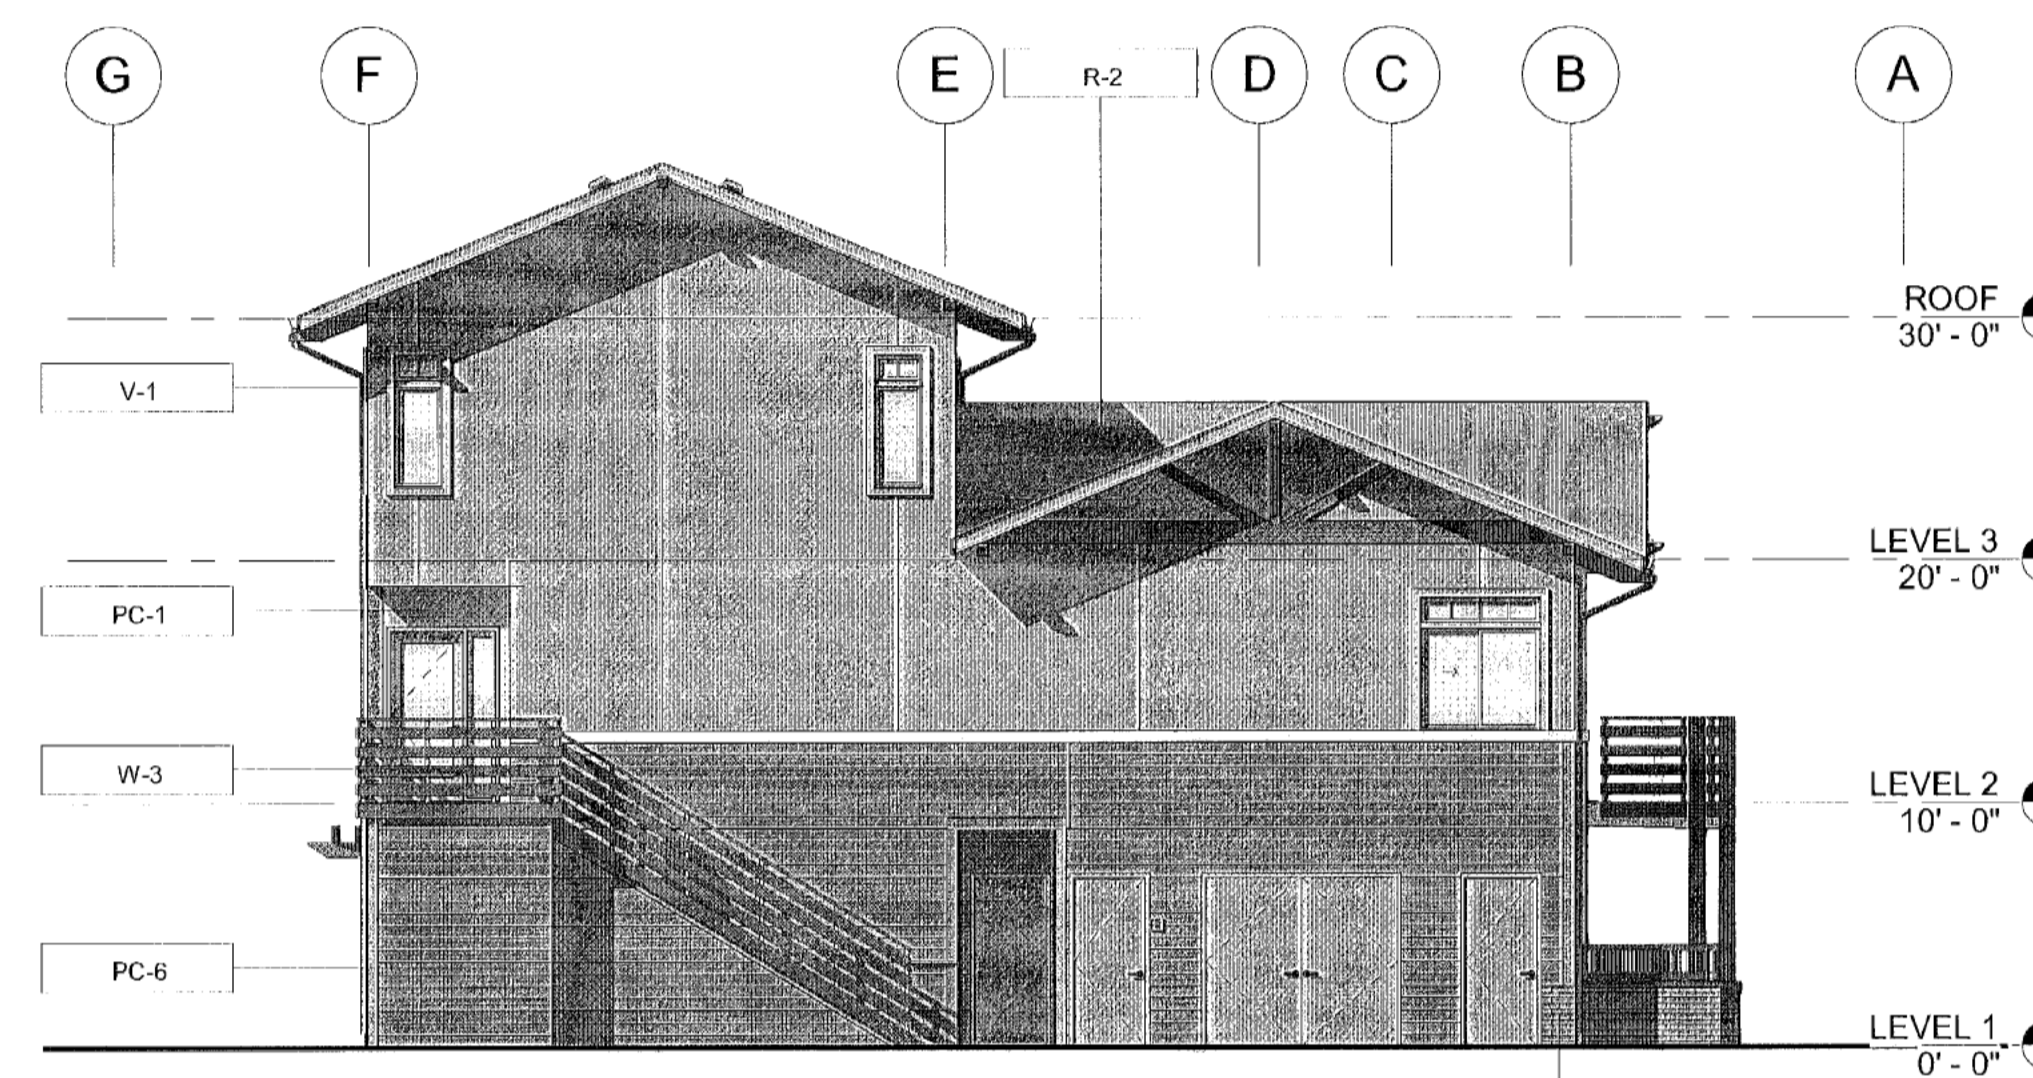 G F E R-2 D C B A
ROOF
30' - 0"
V-1
LEVEL 3
20' - 0"
PC-1
W-3
LEVEL 2
10' - 0"
PC-6
LEVEL 1
0' - 0"